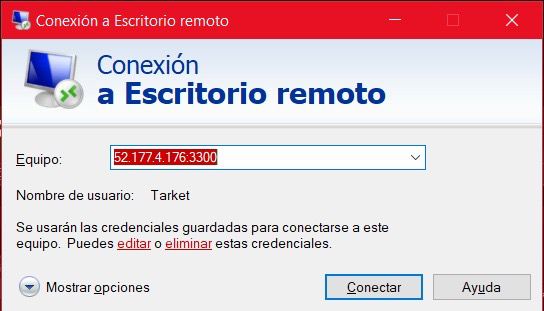 Conexión a Escritorio remoto
Conexión
a Escritorio remoto
Equipo:
52.177.4.176:3300
Nombre de usuario: Tarket
Se usarán las credenciales guardadas para conectarse a este
equipo. Puedes editar o eliminar estas credenciales.
Mostrar opciones
Conectar
Ayuda